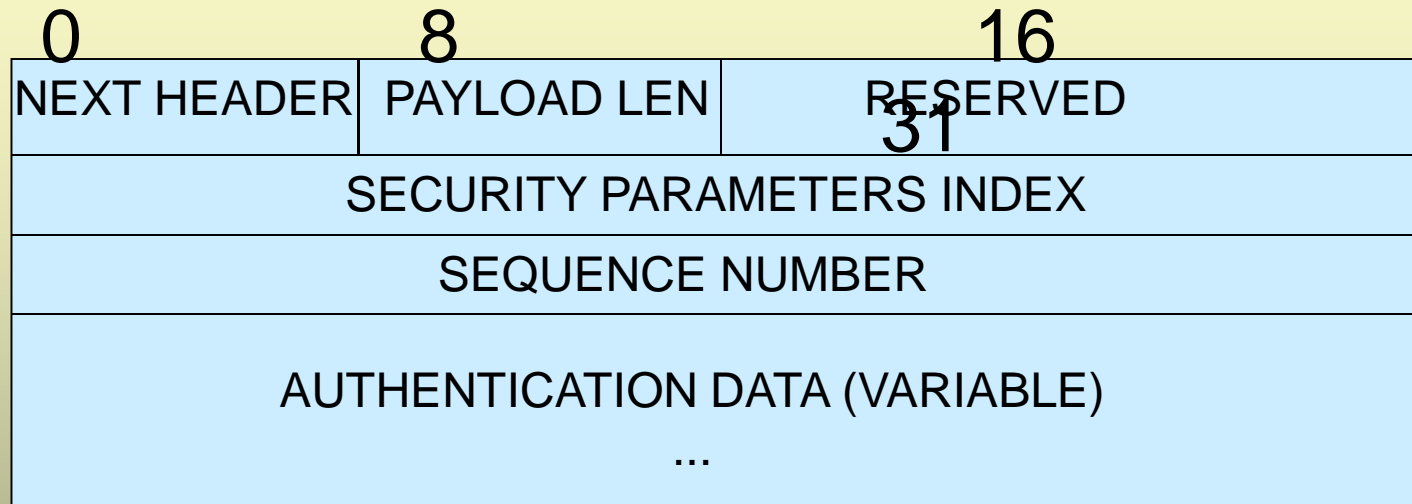 0 8 16
NEXT HEADER PAYLOAD LEN RESERVED
31
SECURITY PARAMETERS INDEX
SEQUENCE NUMBER
AUTHENTICATION DATA (VARIABLE)
...